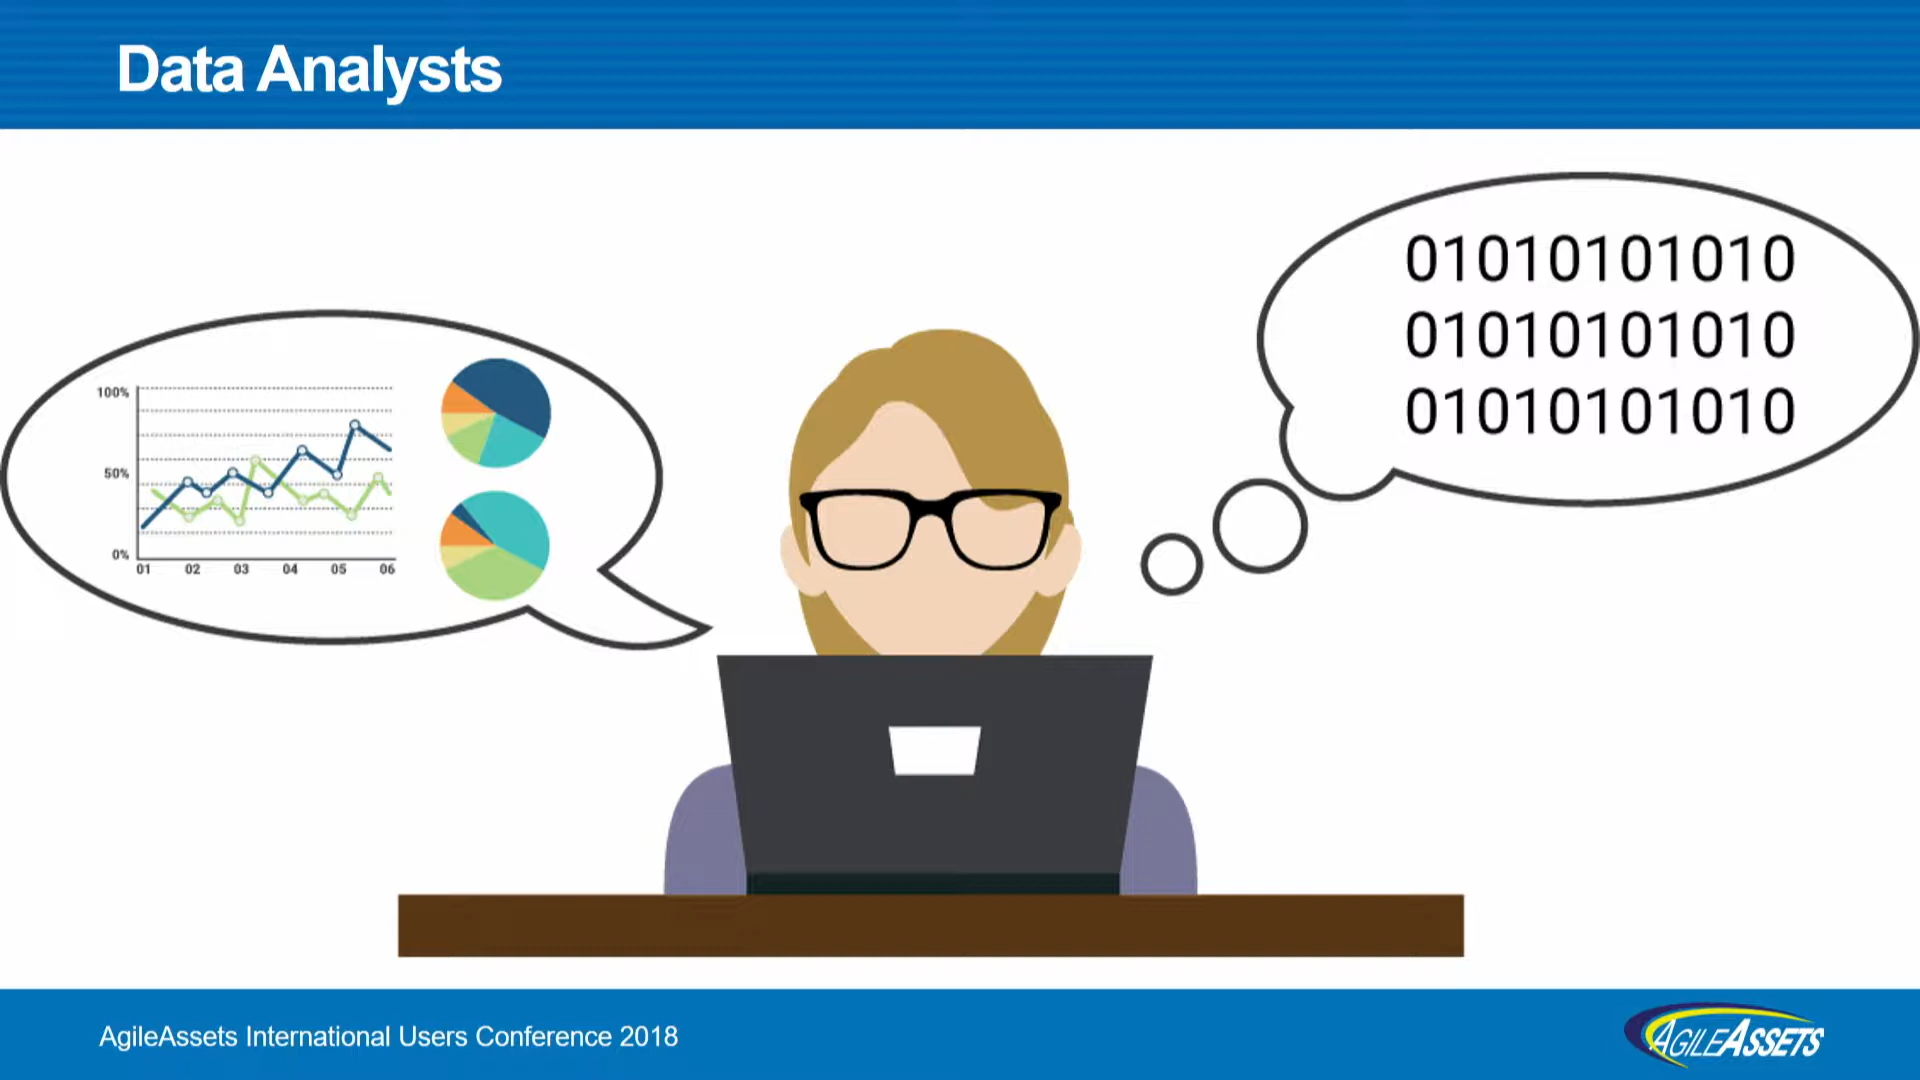 Data Analysts
01010101010
01010101010
01010101010
100%
50%
0%
01 02 03 04 05 06
AgileAssets International Users Conference 2018
AGILEASSETS